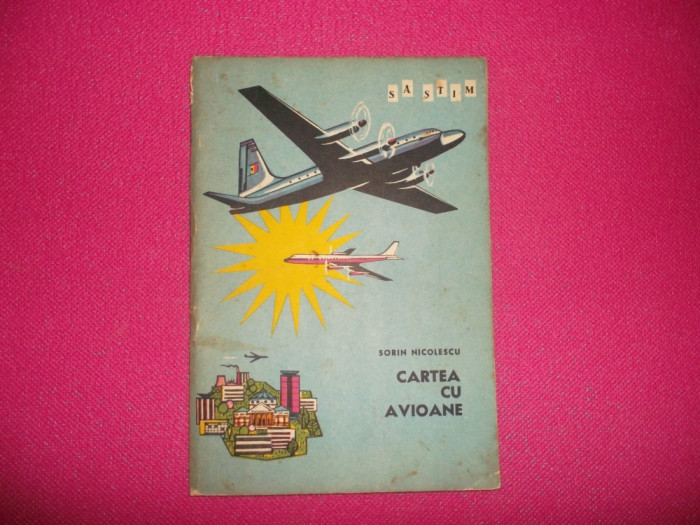 SĂ ȘTIM
SORIN NICOLESCU
CARTEA
CU
AVIOANE